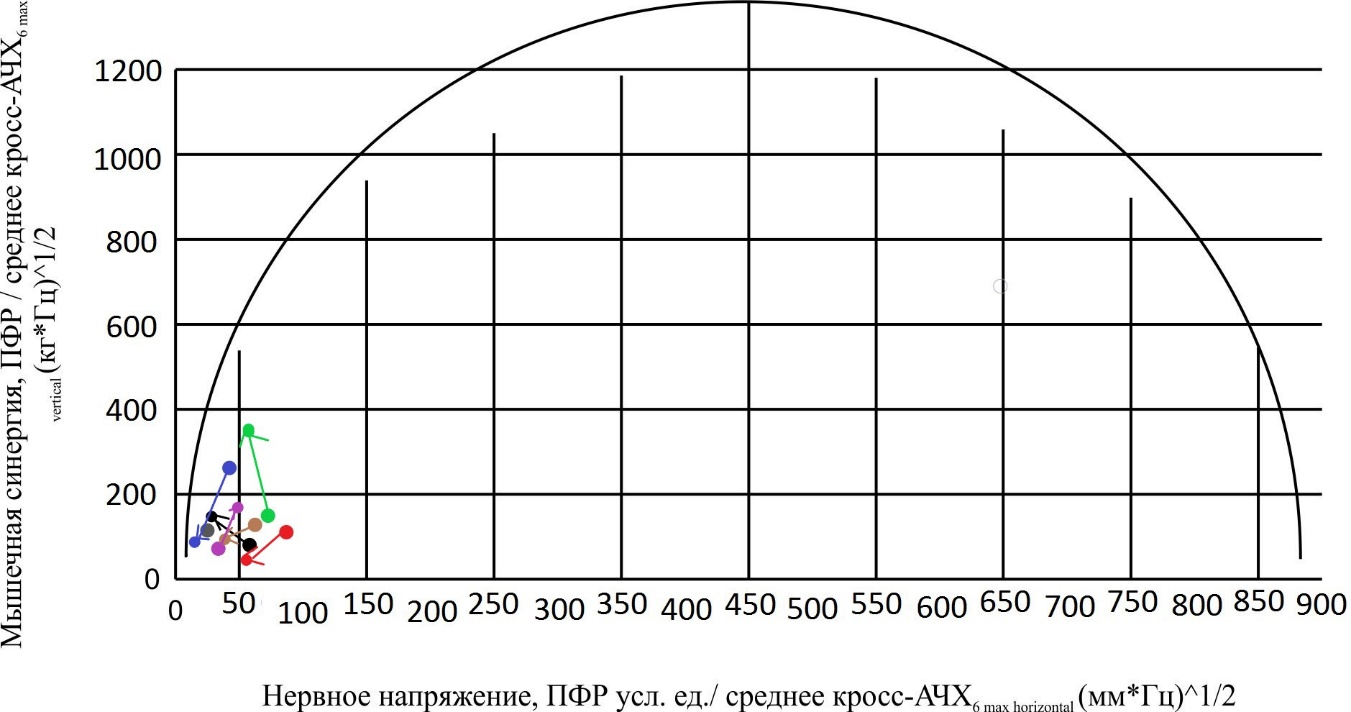 Мышечная синергия, ПФР / среднее кросс-АЧХ6 max
vertical (кг*Гц)^1/2
1200
1000
800
600
400
200
0
0 50 100 150 200 250 300 350 400 450 500 550 600 650 700 750 800 850 900
Нервное напряжение, ПФР усл. ед./ среднее кросс-АЧХ6 max horizontal (мм*Гц)^1/2